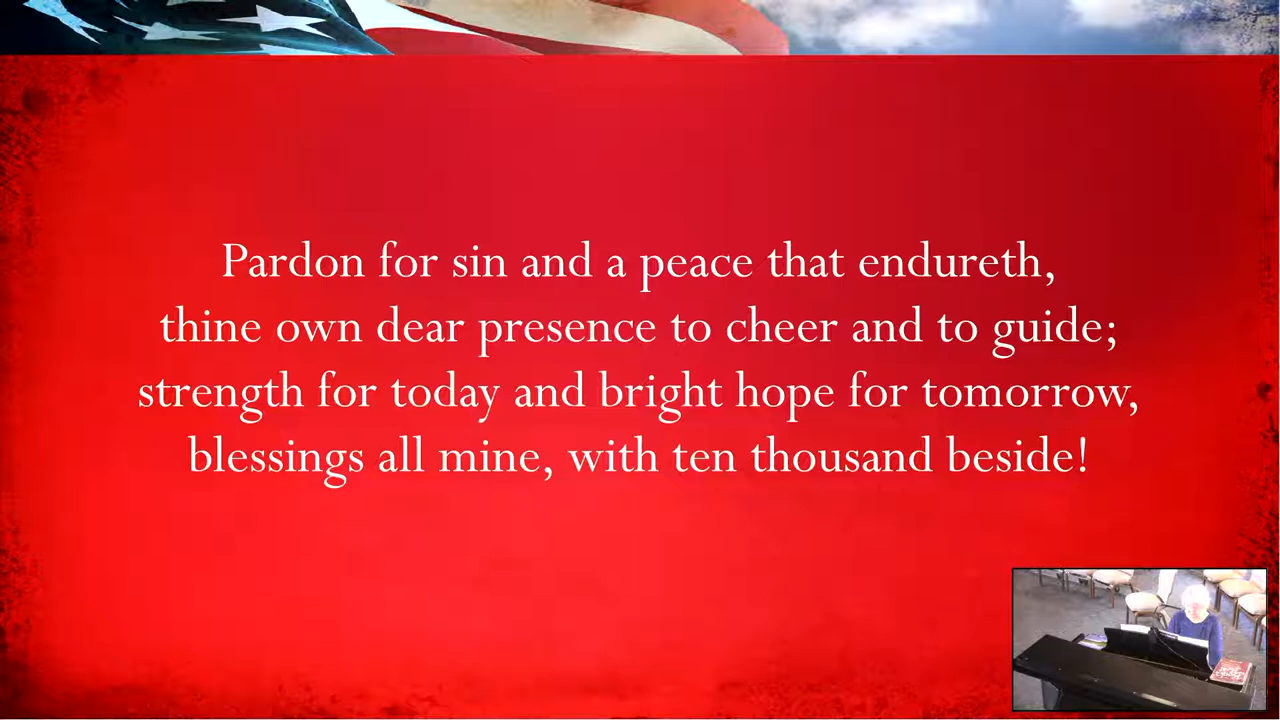 Pardon for sin and a peace that endureth,
thine own dear presence to cheer and to guide;
strength for today and bright hope for tomorrow,
blessings all mine, with ten thousand beside!